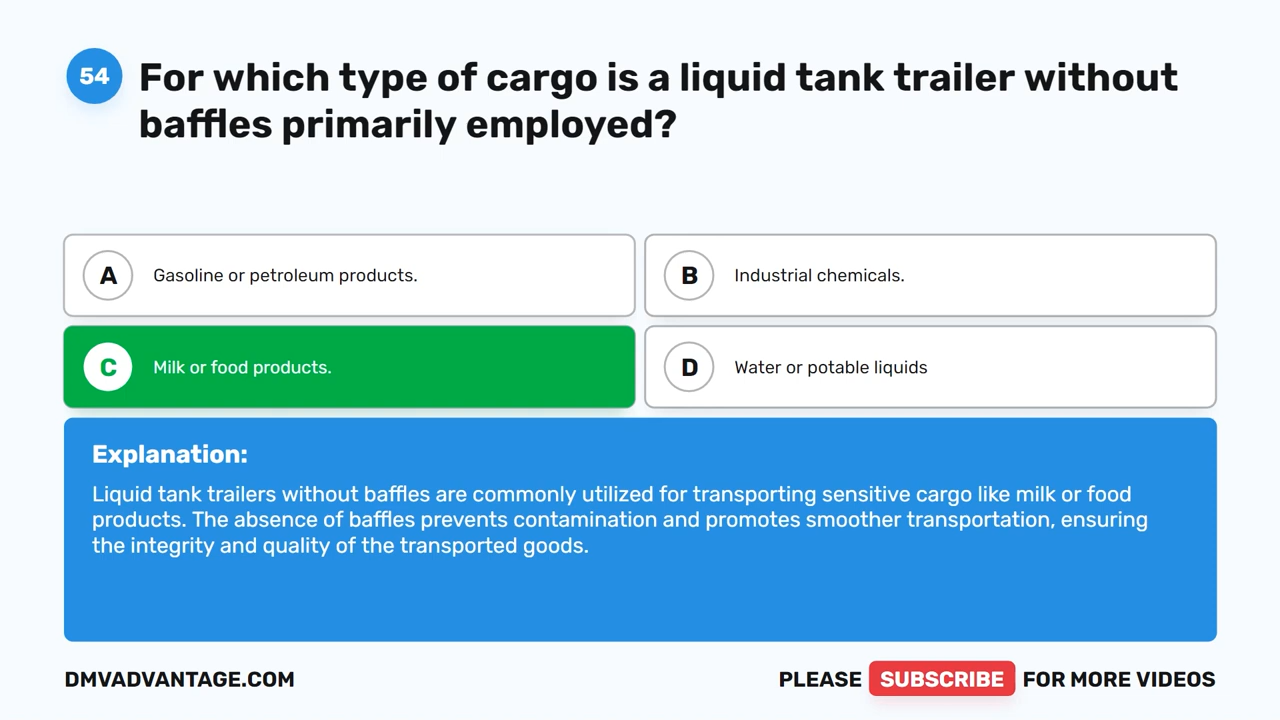 54
For which type of cargo is a liquid tank trailer without
baffles primarily employed?
A
Gasoline or petroleum products.
B
Industrial chemicals.
C
Milk or food products.
D
Water or potable liquids
Explanation:
Liquid tank trailers without baffles are commonly utilized for transporting sensitive cargo like milk or food
products. The absence of baffles prevents contamination and promotes smoother transportation, ensuring
the integrity and quality of the transported goods.
DMVADVANTAGE.COM
PLEASE SUBSCRIBE FOR MORE VIDEOS